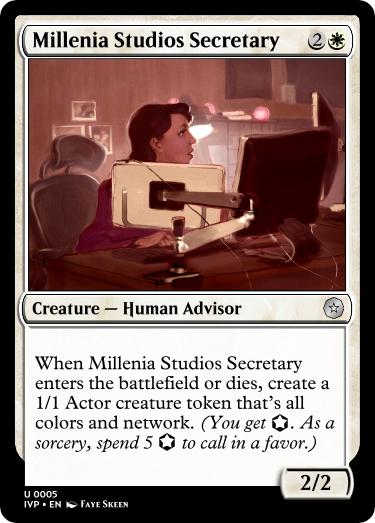 Millenia Studios Secretary 2
Creature — Human Advisor
When Millenia Studios Secretary
enters the battlefield or dies, create a
1/1 Actor creature token that's all
colors and network. (You get . As a
sorcery, spend 5 to call in a favor.)
2/2
U 0005
IVP • EN Faye Skeen